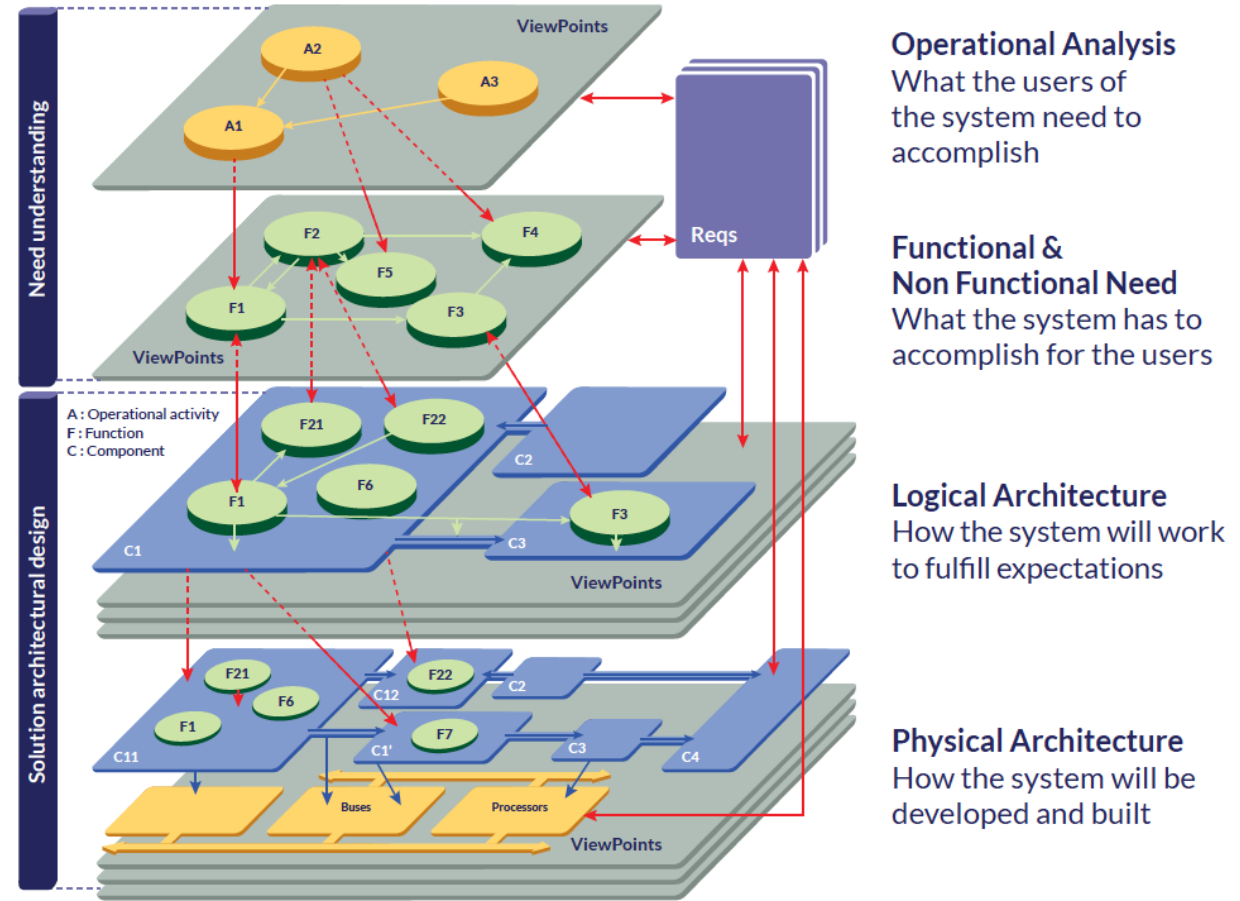 Need understanding
Solution architectural design
ViewPoints
A2
A3
A1
Reqs
F2
F4
F5
F1
F3
ViewPoints
A : Operational activity
F : Function
C : Component
F21
F22
C2
F6
F1
F3
C1
C3
ViewPoints
F21
F22
F6
C12
C2
F1
F7
C11
C1'
C3
C4
Buses
Processors
ViewPoints
Operational Analysis
What the users of
the system need to
accomplish
Functional &
Non Functional Need
What the system has to
accomplish for the users
Logical Architecture
How the system will work
to fulfill expectations
Physical Architecture
How the system will be
developed and built